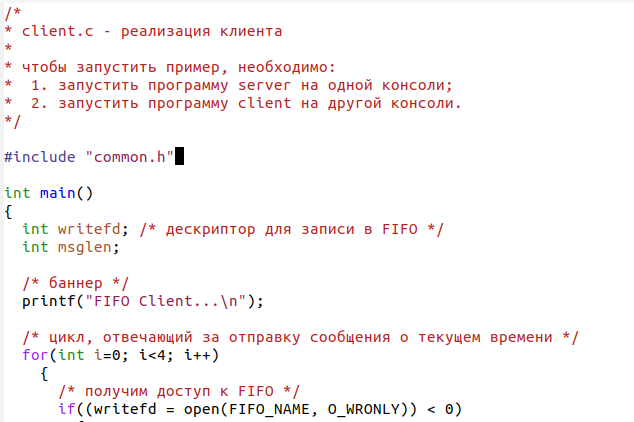 /*
* client.c - реализация клиента
*
* чтобы запустить пример, необходимо:
*  1. запустить программу server на одной консоли;
*  2. запустить программу client на другой консоли.
*/
#include "common.h"
int main()
{
  int writefd; /* дескриптор для записи в FIFO */
  int msglen;
  /* баннер */
  printf("FIFO Client...\n");
  /* цикл, отвечающий за отправку сообщения о текущем времени */
  for(int i=0; i<4; i++)
    {
      /* получим доступ к FIFO */
      if((writefd = open(FIFO_NAME, O_WRONLY)) < 0)